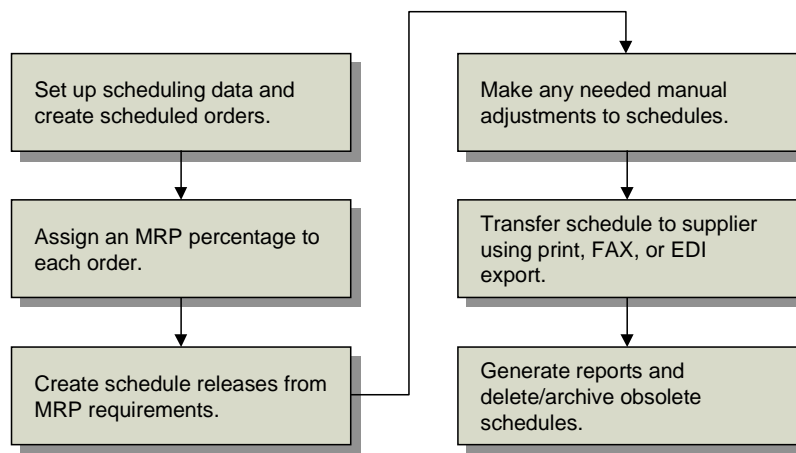 Set up scheduling data and
create scheduled orders.
Assign an MRP percentage to
each order.
Create schedule releases from
MRP requirements.
Make any needed manual
adjustments to schedules.
Transfer schedule to supplier
using print, FAX, or EDI
export.
Generate reports and
delete/archive obsolete
schedules.